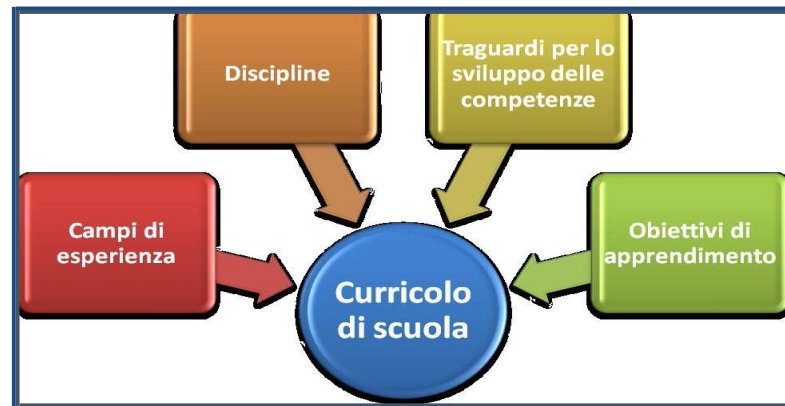 Discipline
Traguardi per lo
sviluppo delle
competenze
Campi di
esperienza
Obiettivi di
apprendimento
Curricolo
di scuola